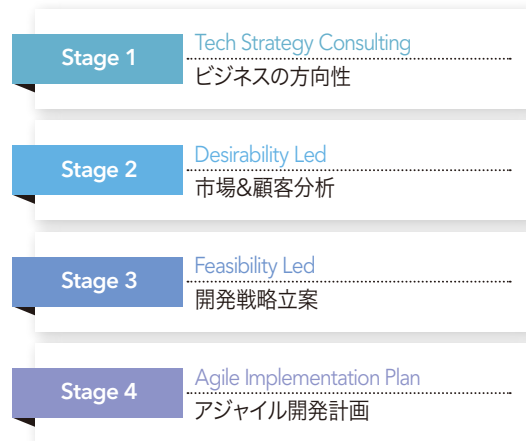 Stage 1
Tech Strategy Consulting
ビジネスの方向性
Stage 2
Desirability Led
市場&顧客分析
Stage 3
Feasibility Led
開発戦略立案
Stage 4
Agile Implementation Plan
アジャイル開発計画